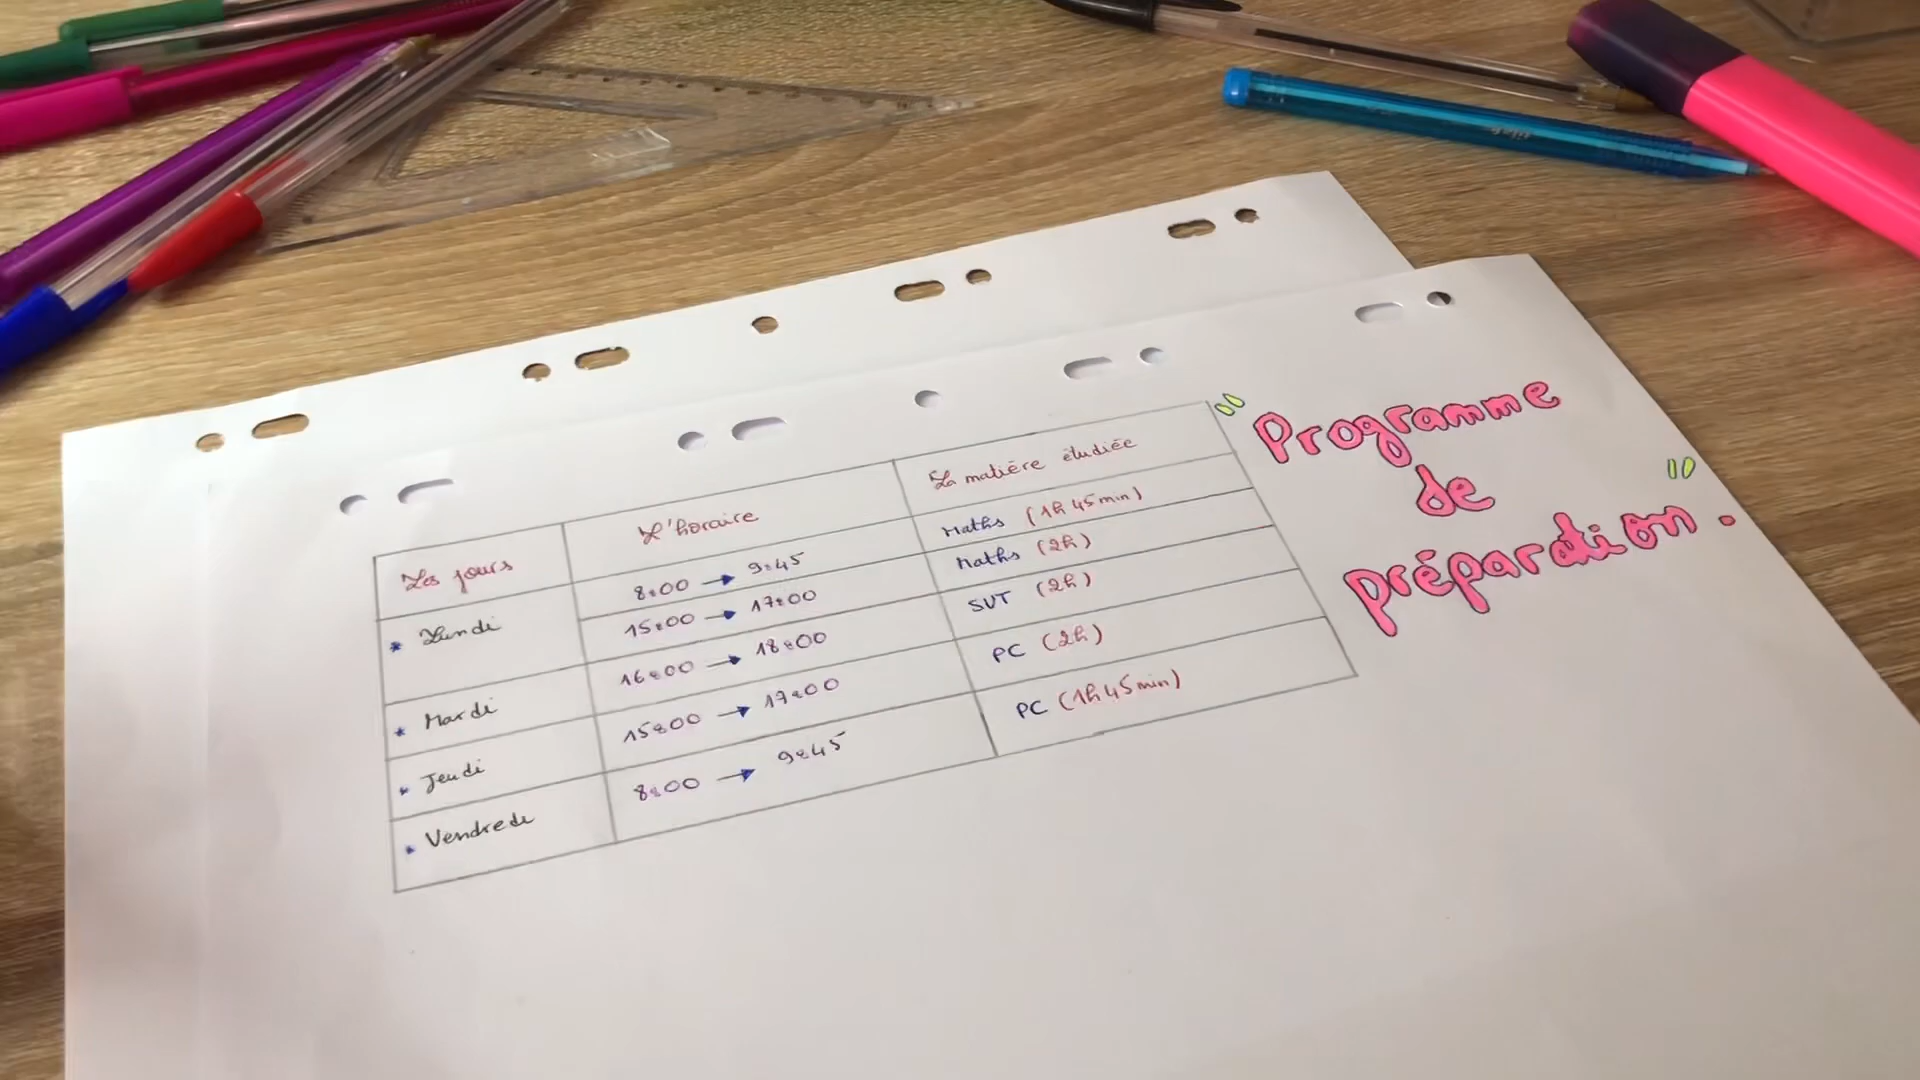 "Programme
de
préparation."
Les jours L'horaire La matière étudiée
* Lundi 8:00 → 9:45 Maths (1h 45min)
15:00 → 17:00 Maths (2h)
* Mardi 16:00 → 18:00 SVT (2h)
* Jeudi 15:00 → 17:00 PC (2h)
* Vendredi 8:00 → 9:45 PC (1h45min)